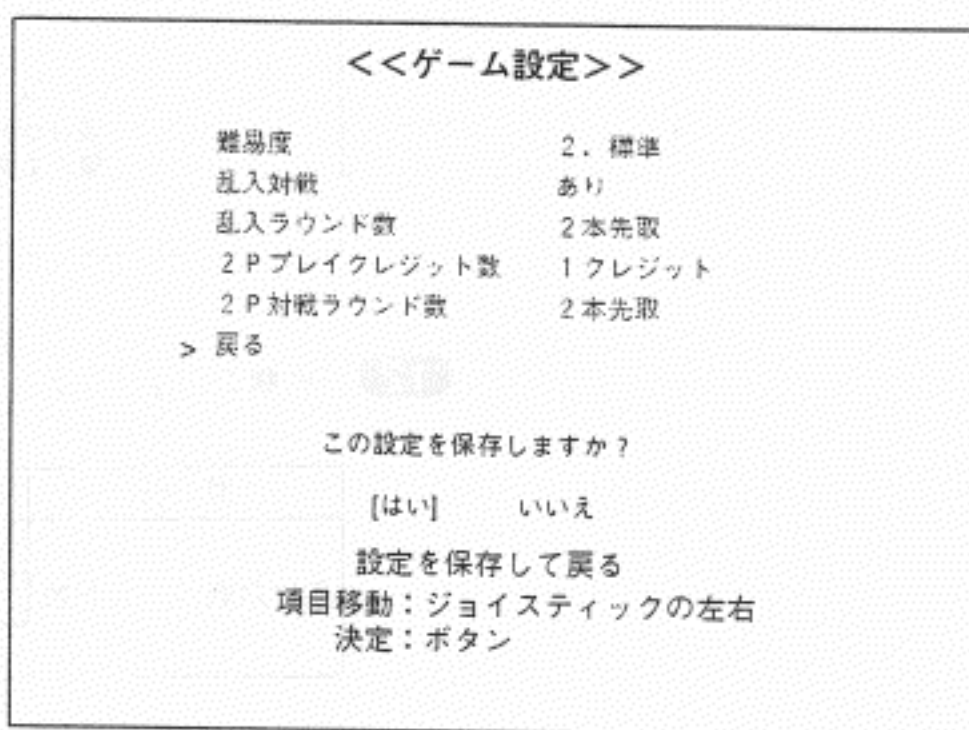 <<ゲーム設定>>
難易度 2. 標準
乱入対戦 あり
乱入ラウンド数 2本先取
2Pプレイクレジット数 1クレジット
2P対戦ラウンド数 2本先取
> 戻る
この設定を保存しますか?
[はい] いいえ
設定を保存して戻る
項目移動:ジョイスティックの左右
決定:ボタン